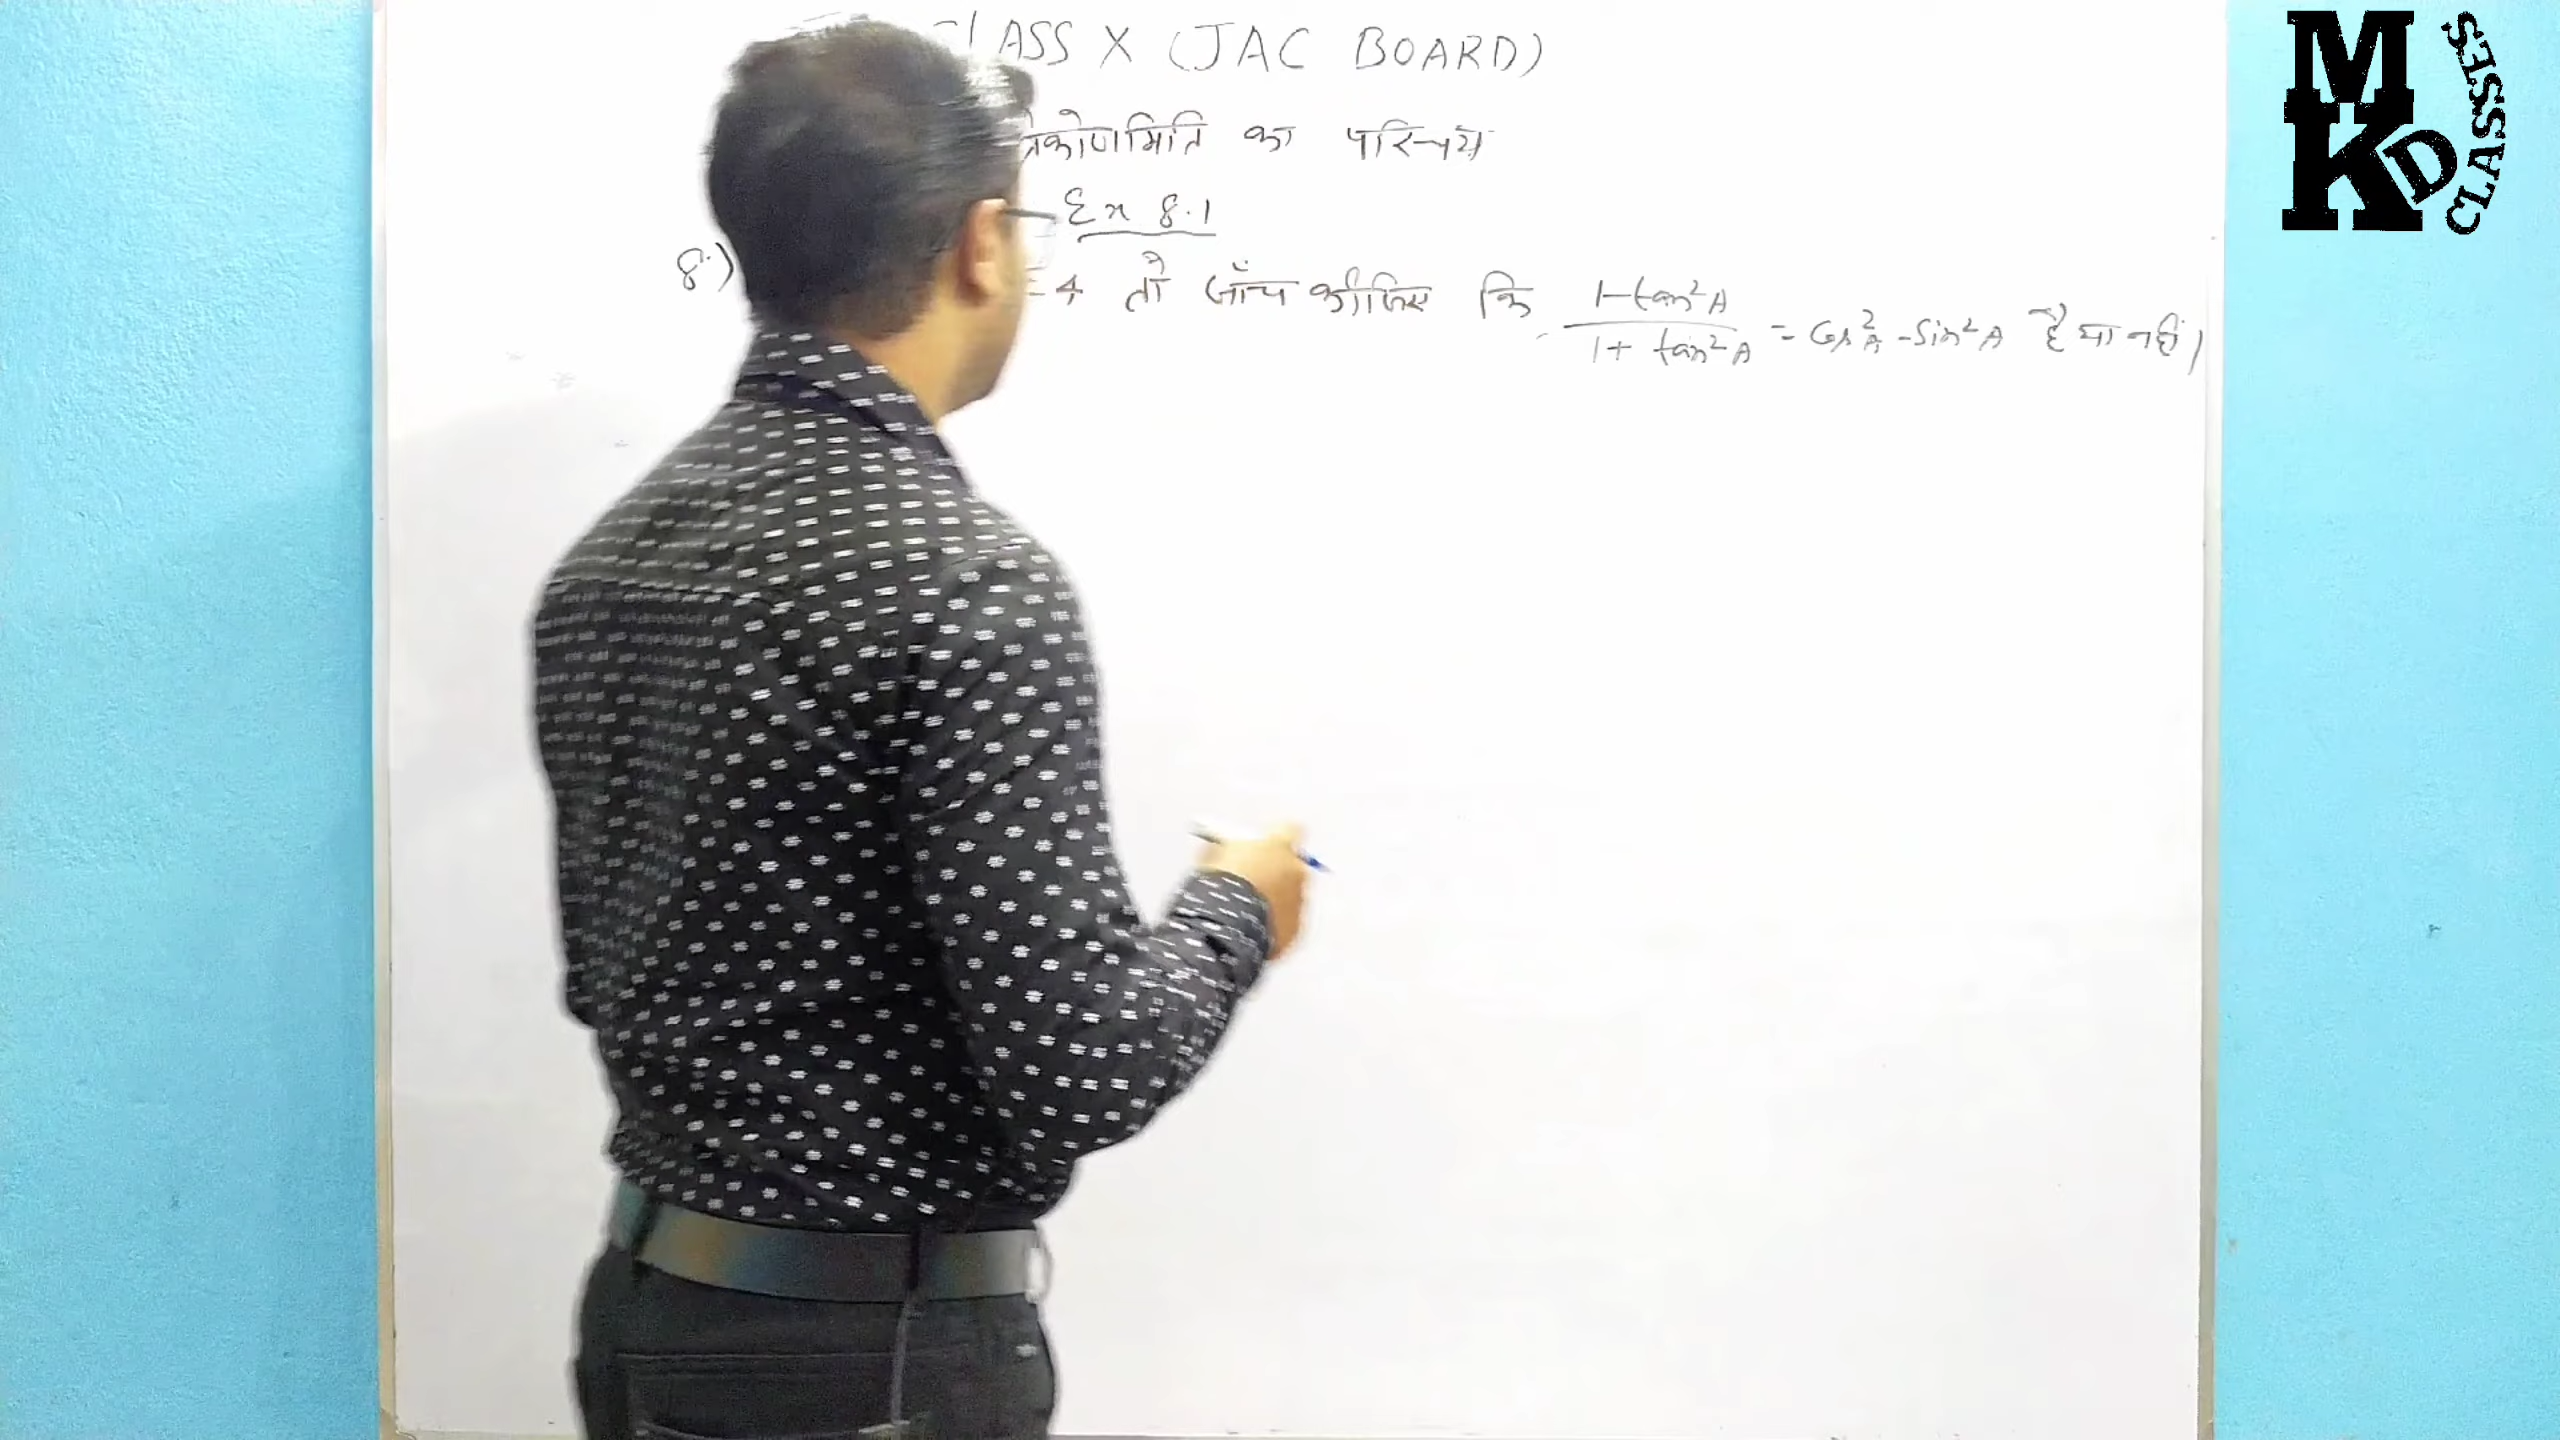 CLASS X (JAC BOARD)
त्रिकोणमिति का परिचय
Ex 8.1
8.) = 4 तो जाँच कीजिए कि (1-tan²A)/(1+tan²A) = Cos²A - Sin²A है या नहीं।
MKD CLASSES